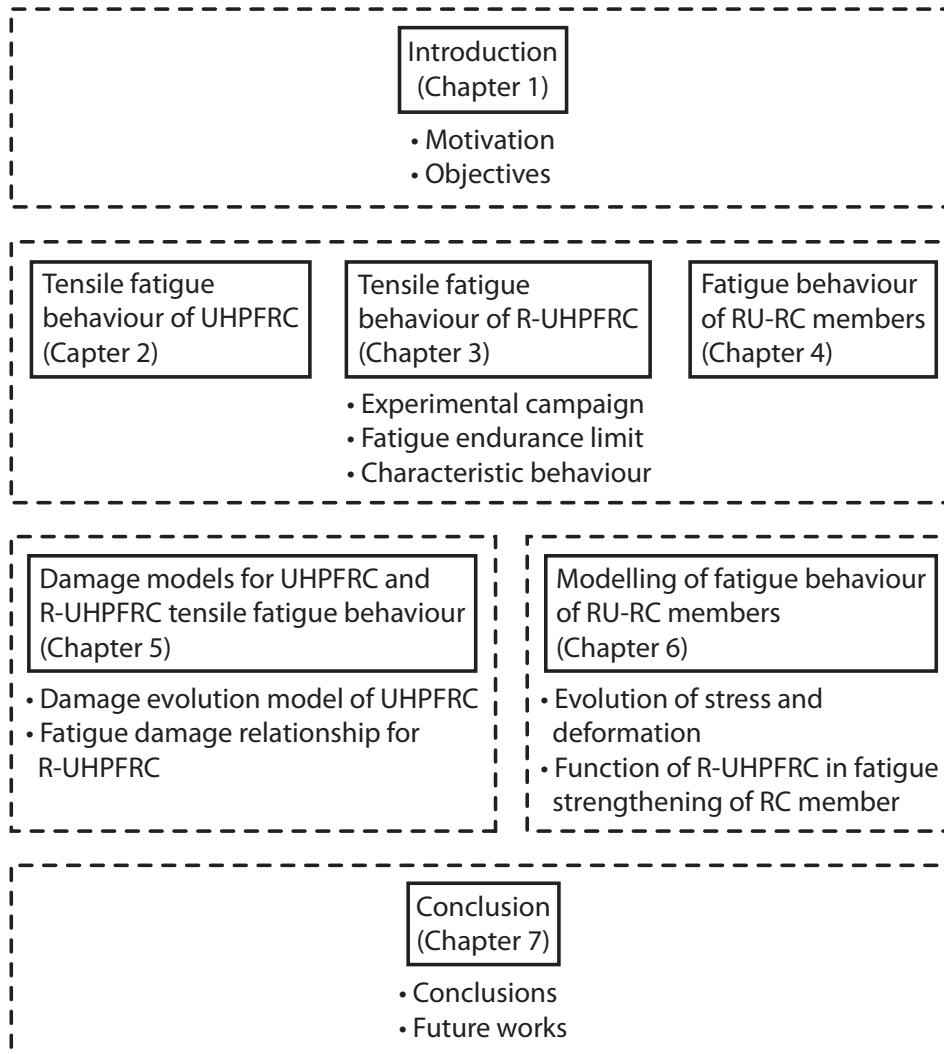 Introduction
(Chapter 1)
• Motivation
• Objectives
Tensile fatigue
behaviour of UHPFRC
(Capter 2)
Tensile fatigue
behaviour of R-UHPFRC
(Chapter 3)
Fatigue behaviour
of RU-RC members
(Chapter 4)
• Experimental campaign
• Fatigue endurance limit
• Characteristic behaviour
Damage models for UHPFRC and
R-UHPFRC tensile fatigue behaviour
(Chapter 5)
• Damage evolution model of UHPFRC
• Fatigue damage relationship for
R-UHPFRC
Modelling of fatigue behaviour
of RU-RC members
(Chapter 6)
• Evolution of stress and
deformation
• Function of R-UHPFRC in fatigue
strengthening of RC member
Conclusion
(Chapter 7)
• Conclusions
• Future works